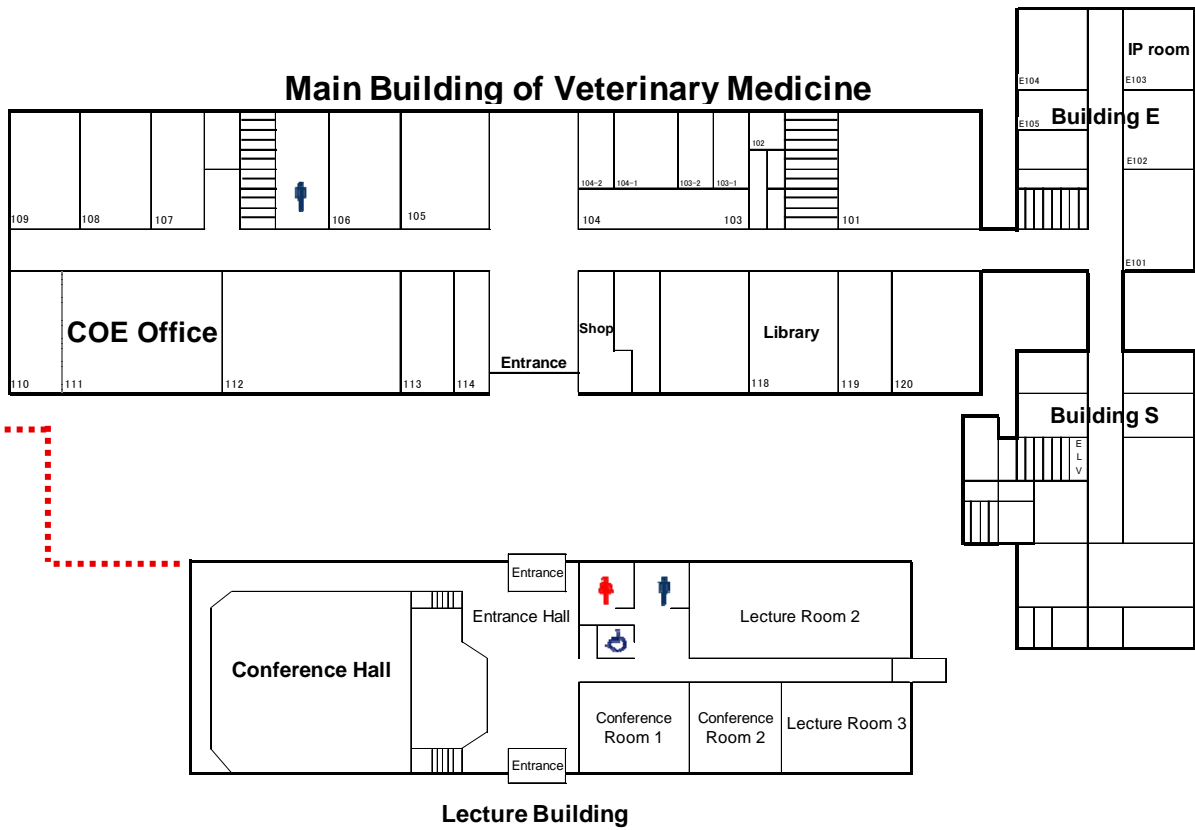 IP room
E104
E103
Main Building of Veterinary Medicine
Building E
E105
102
E102
104-2
104-1
103-2
103-1
109
108
107
106
105
104
103
101
E101
COE Office
Shop
Library
Entrance
110
111
112
113
114
118
119
120
Building S
E
L
V
Entrance
Entrance Hall
Lecture Room 2
Conference Hall
Conference
Room 1
Conference
Room 2
Lecture Room 3
Entrance
Lecture Building